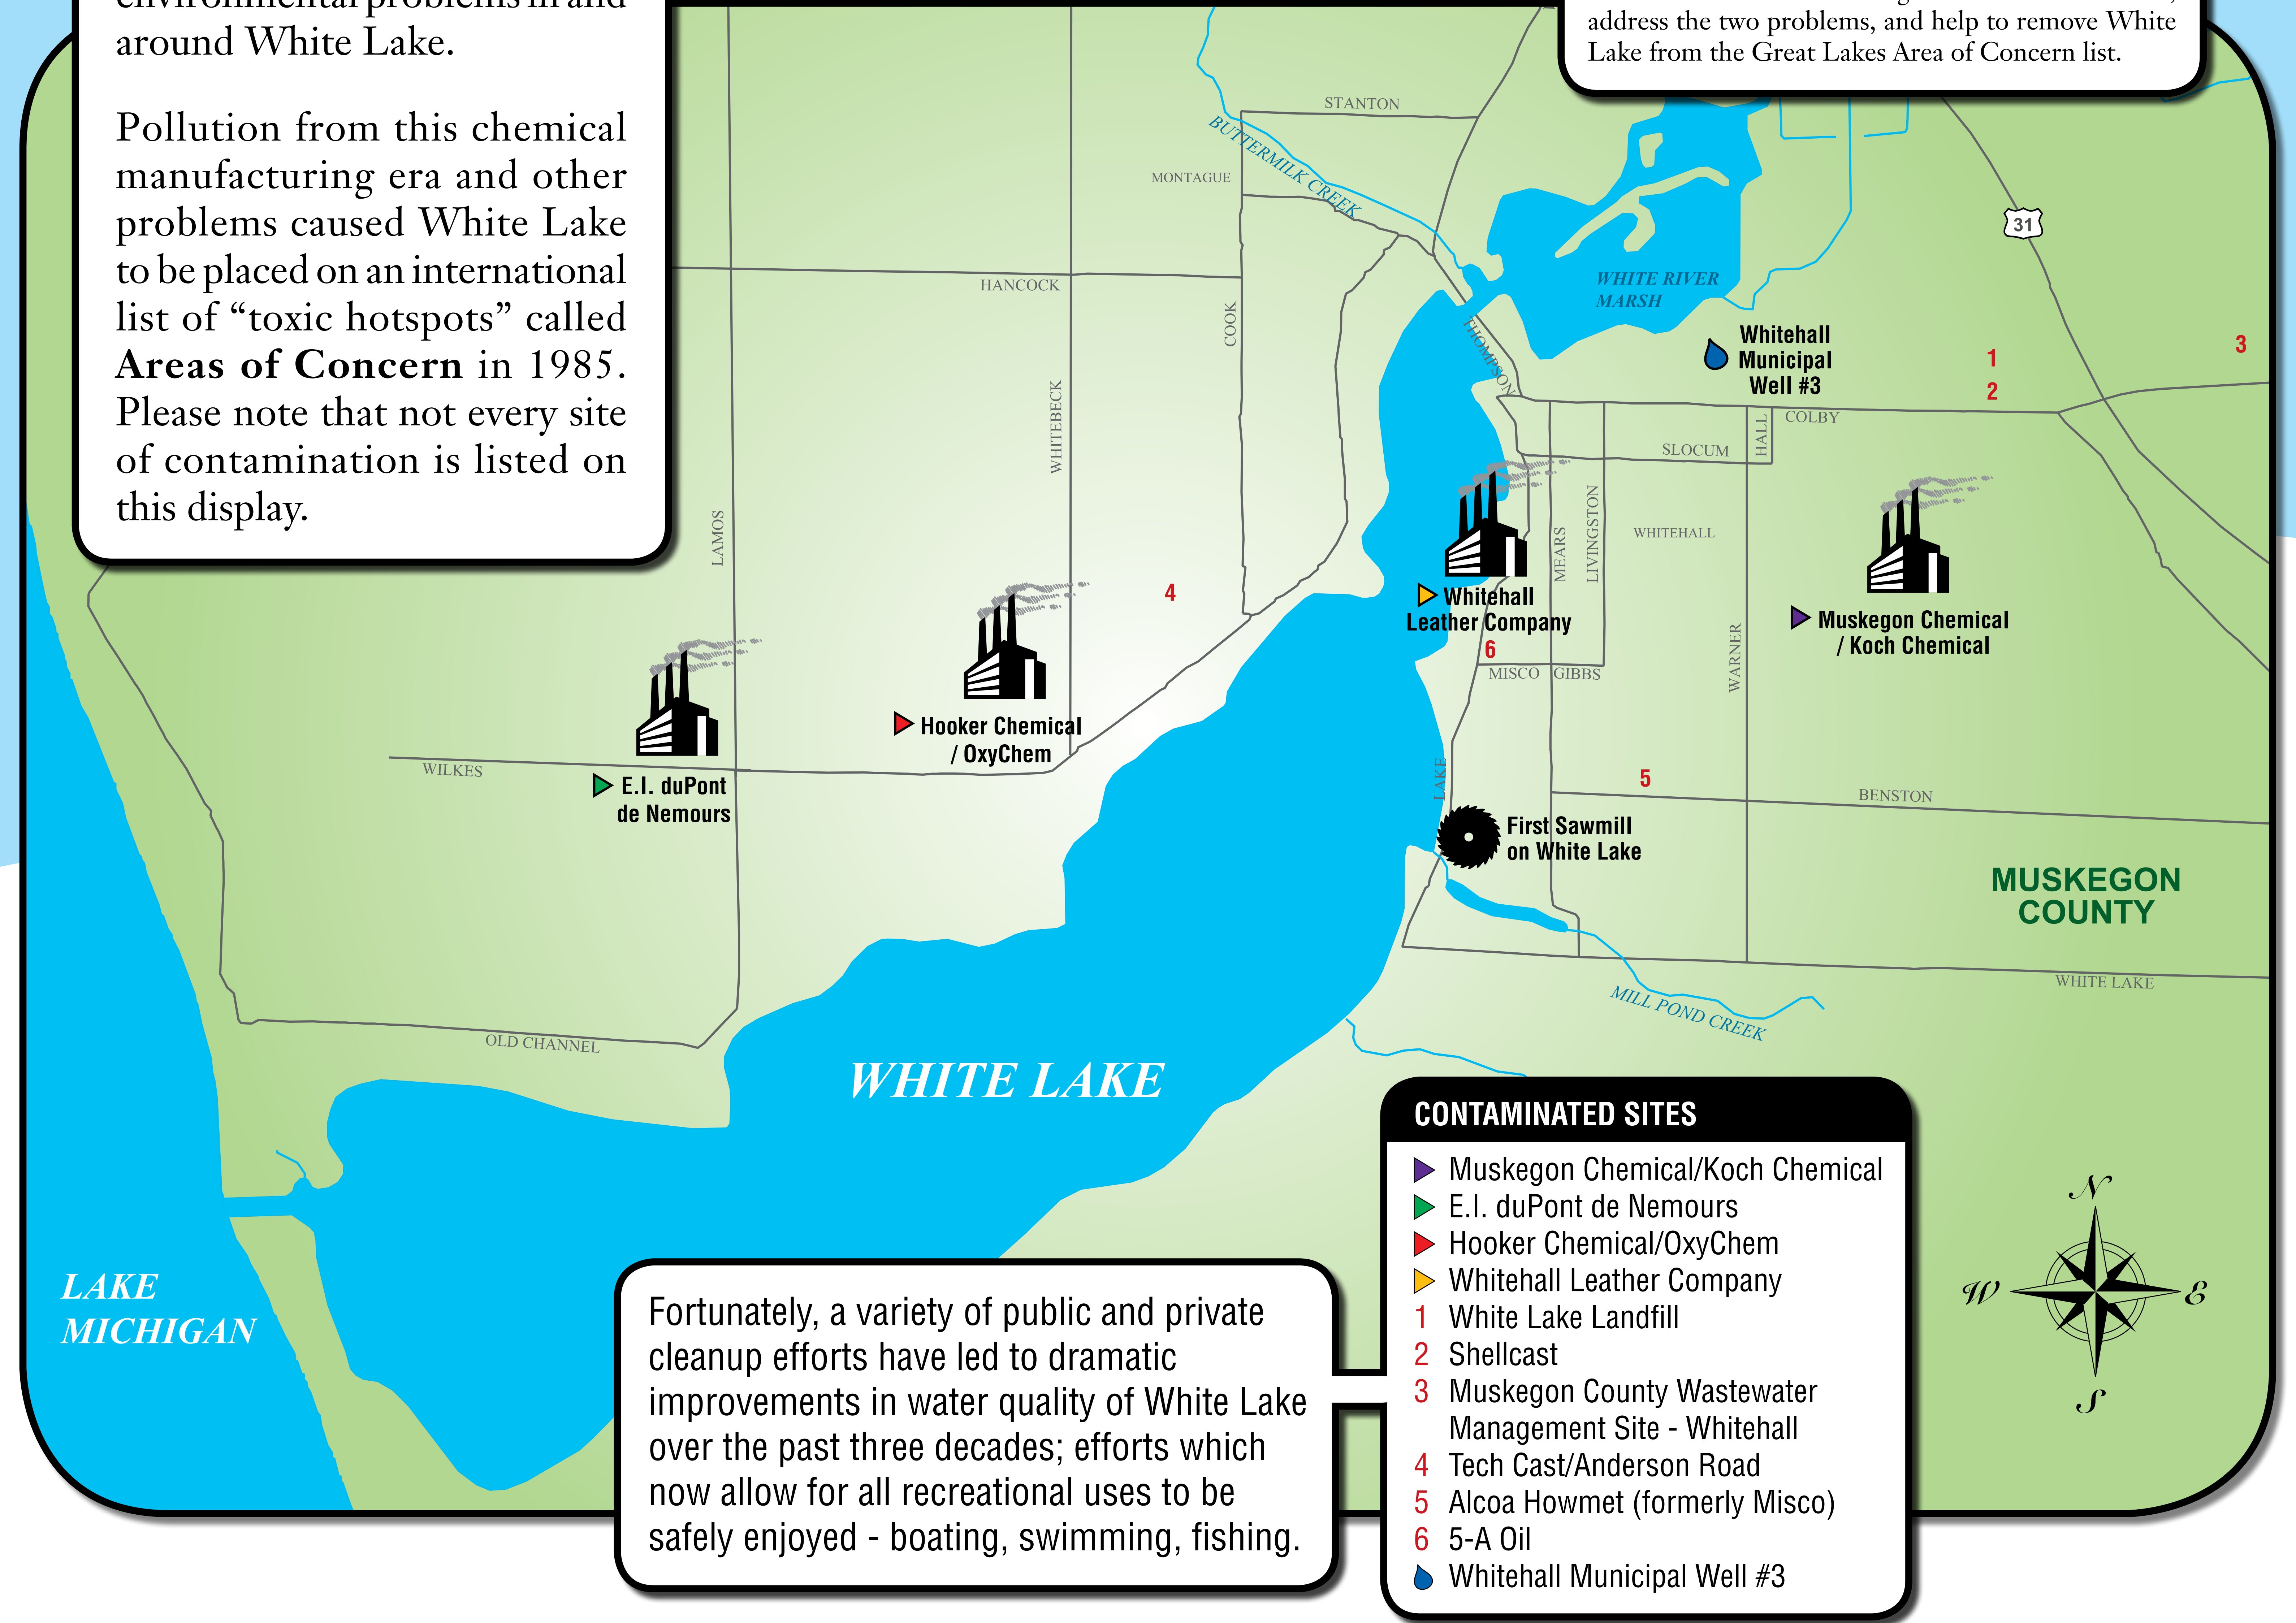 environmental problems in and
around White Lake.
Pollution from this chemical
manufacturing era and other
problems caused White Lake
to be placed on an international
list of “toxic hotspots” called
Areas of Concern in 1985.
Please note that not every site
of contamination is listed on
this display.
address the two problems, and help to remove White
Lake from the Great Lakes Area of Concern list.
STANTON
BUTTERMILK CREEK
MONTAGUE
31
WHITE RIVER
MARSH
HANCOCK
COOK
THOMPSON
Whitehall
Municipal
Well #3
1
2
3
COLBY
HALL
SLOCUM
WHITEBECK
LAMOS
MEARS
LIVINGSTON
WHITEHALL
4
Whitehall
Leather Company
6
MISCO
GIBBS
WARNER
Muskegon Chemical
/ Koch Chemical
Hooker Chemical
/ OxyChem
WILKES
E.I. duPont
de Nemours
LAKE
5
BENSTON
First Sawmill
on White Lake
MUSKEGON
COUNTY
WHITE LAKE
MILL POND CREEK
OLD CHANNEL
WHITE LAKE
LAKE
MICHIGAN
Fortunately, a variety of public and private
cleanup efforts have led to dramatic
improvements in water quality of White Lake
over the past three decades; efforts which
now allow for all recreational uses to be
safely enjoyed - boating, swimming, fishing.
CONTAMINATED SITES
Muskegon Chemical/Koch Chemical
E.I. duPont de Nemours
Hooker Chemical/OxyChem
Whitehall Leather Company
1 White Lake Landfill
2 Shellcast
3 Muskegon County Wastewater
Management Site - Whitehall
4 Tech Cast/Anderson Road
5 Alcoa Howmet (formerly Misco)
6 5-A Oil
Whitehall Municipal Well #3
N
W
E
S